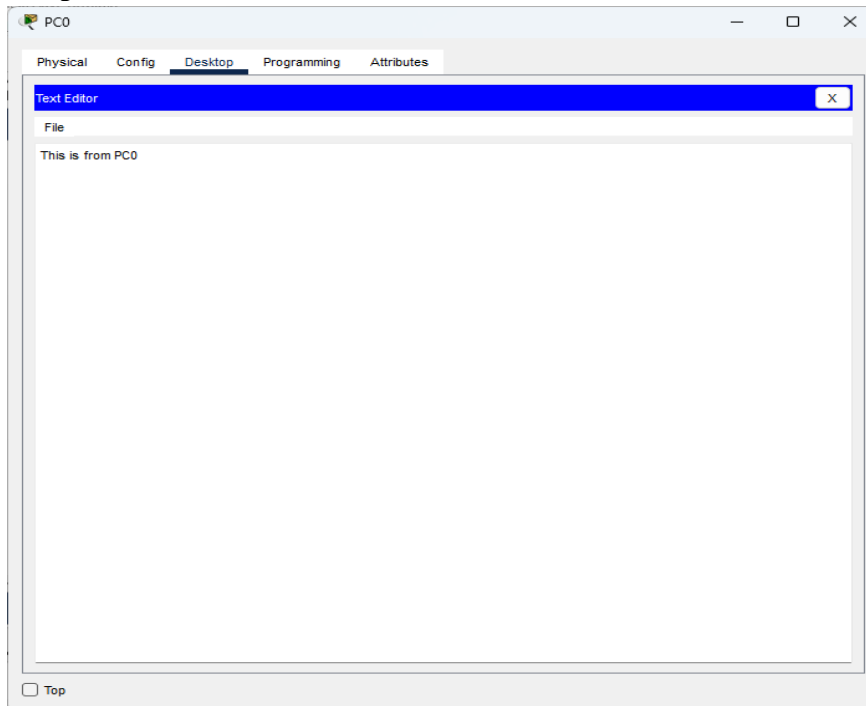 PC0
Physical Config Desktop Programming Attributes
Text Editor X
File
This is from PC0
Top